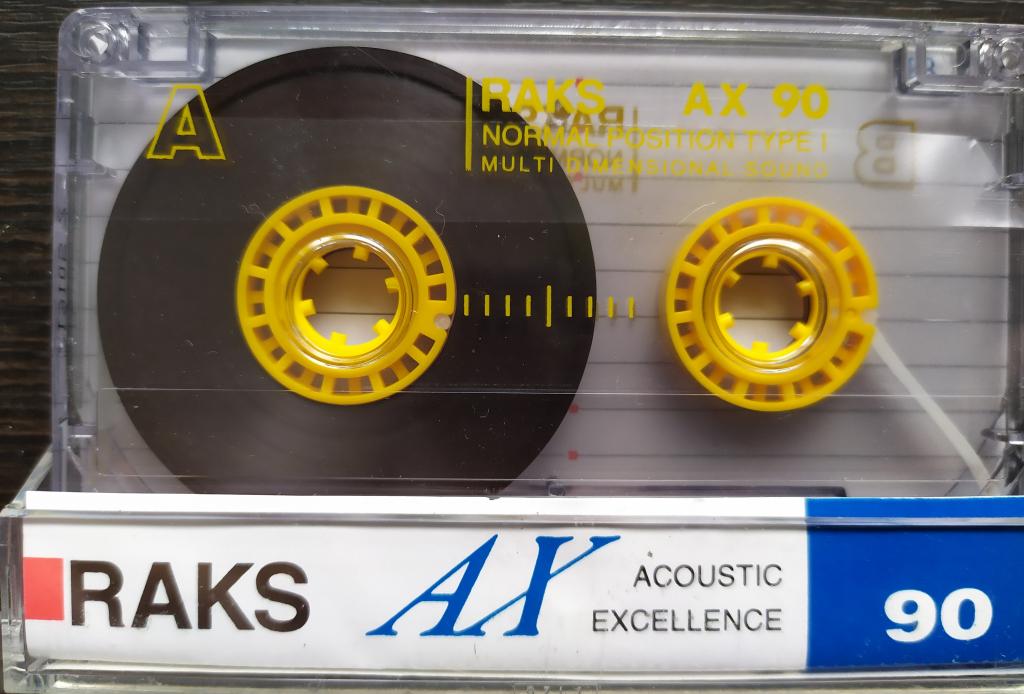 A
RAKS AX 90
NORMAL POSITION TYPE I
MULTI DIMENSIONAL SOUND
B
RAKS AX ACOUSTIC EXCELLENCE 90